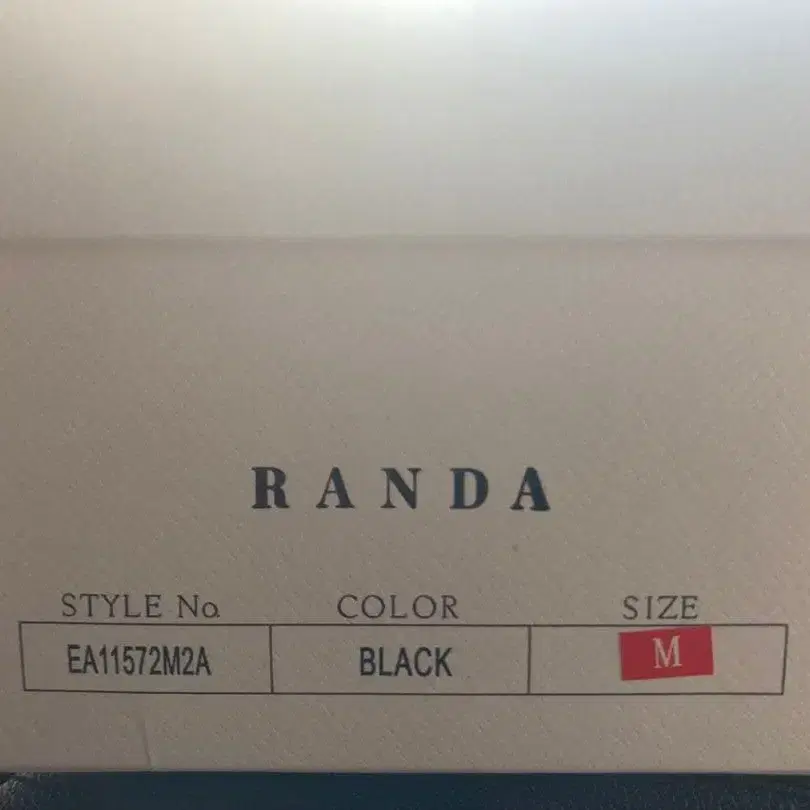 RANDA
STYLE No. COLOR SIZE
EA11572M2A BLACK M